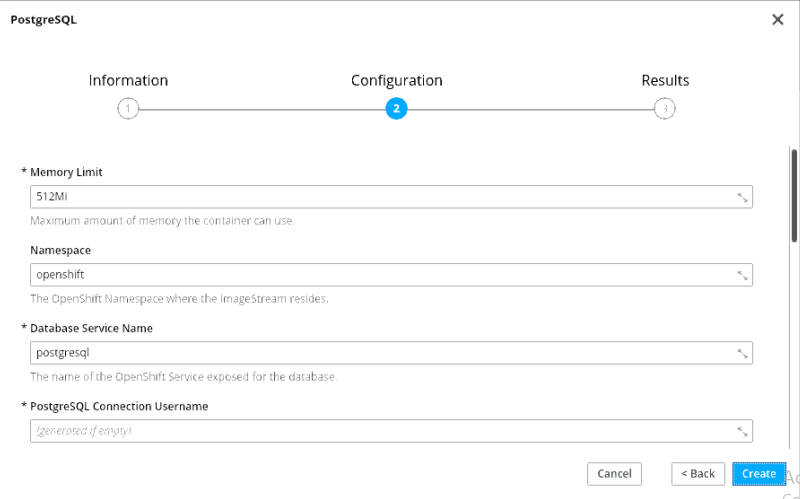 PostgreSQL
Information Configuration Results
1 2 3
* Memory Limit
512Mi
Maximum amount of memory the container can use.
Namespace
openshift
The OpenShift Namespace where the ImageStream resides.
* Database Service Name
postgresql
The name of the OpenShift Service exposed for the database.
* PostgreSQL Connection Username
(generated if empty)
Cancel < Back Create